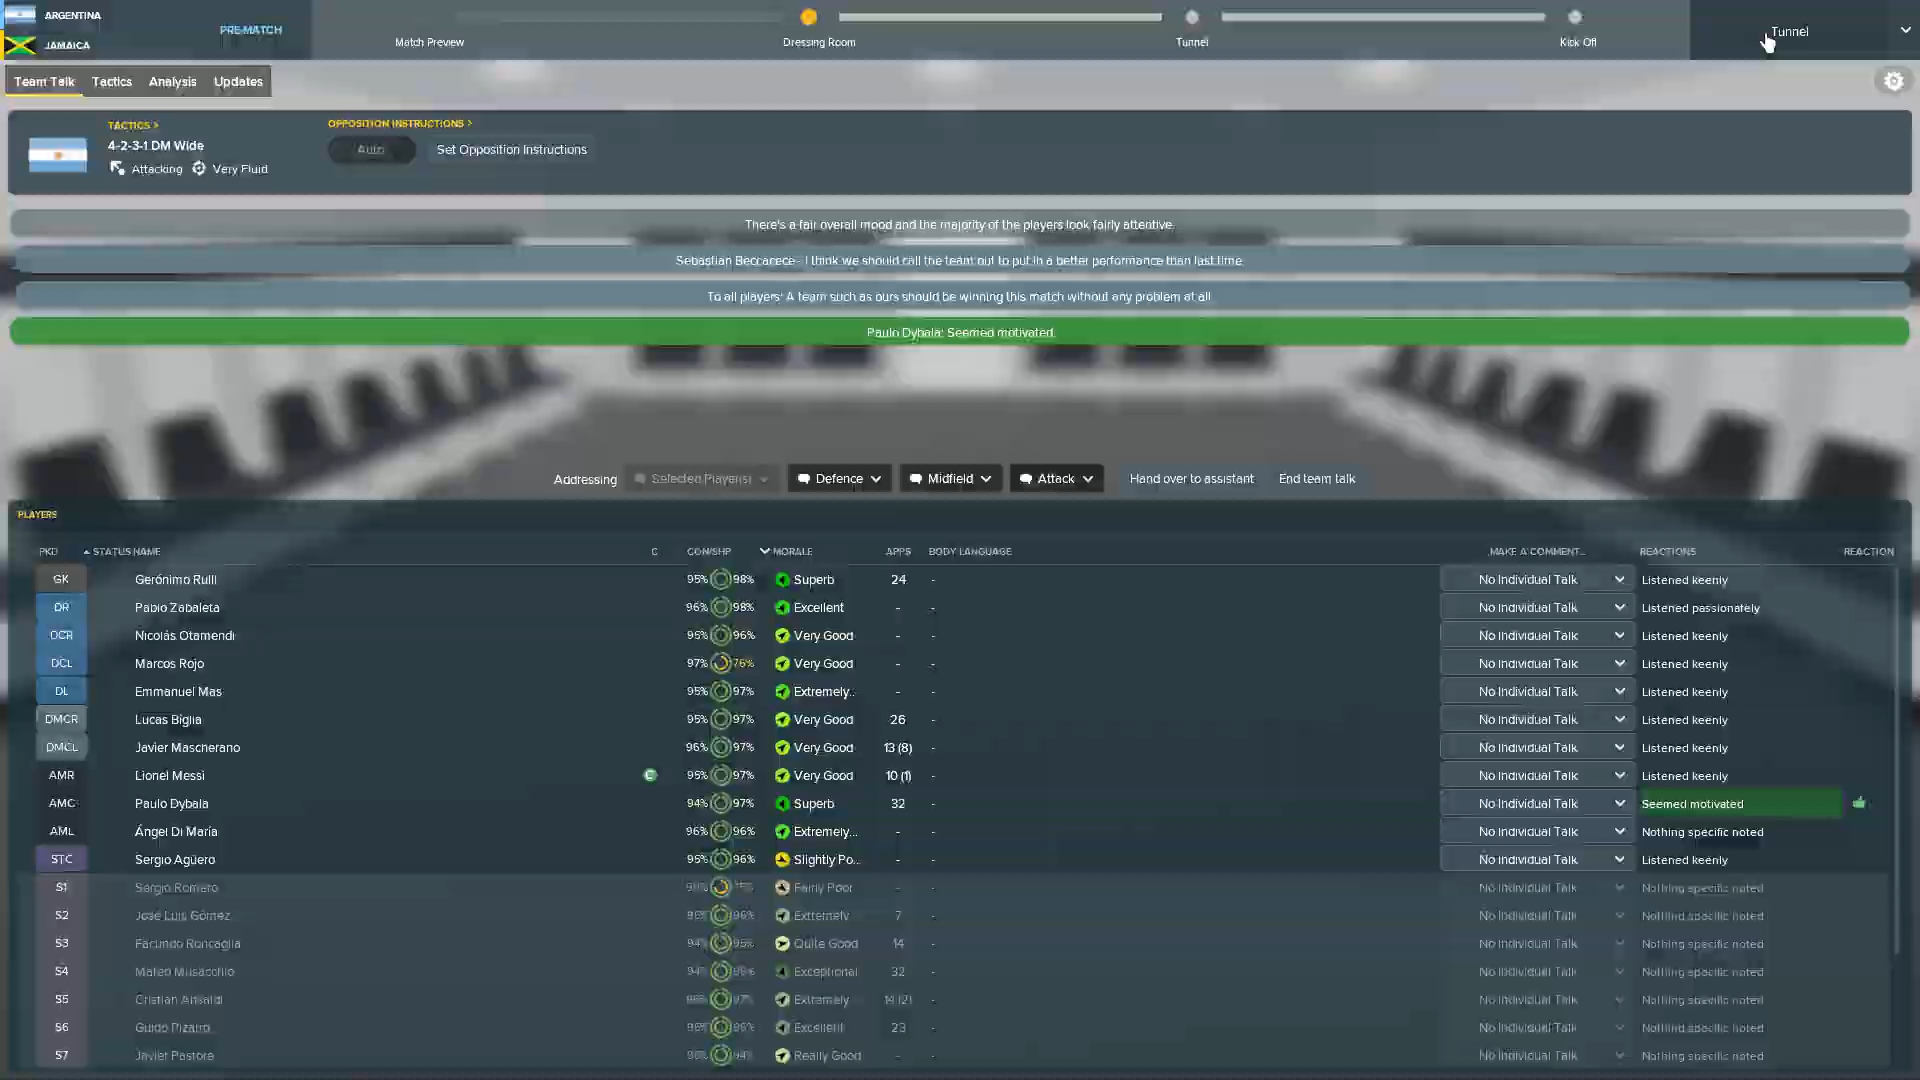 ARGENTINA
JAMAICA
PRE-MATCH
Match Preview
Dressing Room
Tunnel
Kick Off
Tunnel
Team Talk Tactics Analysis Updates
TACTICS >
4-2-3-1 DM Wide
Attacking Very Fluid
OPPOSITION INSTRUCTIONS >
Auto Set Opposition Instructions
There's a fair overall mood and the majority of the players look fairly attentive.
Sebastian Beccacece - I think we should call the team out to put in a better performance than last time
To all players: A team such as ours should be winning this match without any problem at all
Paulo Dybala: Seemed motivated.
Addressing Selected Player(s) Defence Midfield Attack Hand over to assistant End team talk
PLAYERS
PKD STATUS NAME C CON/SHP MORALE APPS BODY LANGUAGE MAKE A COMMENT... REACTIONS REACTION
GK Gerónimo Rulli 95% 98% Superb 24 - No Individual Talk Listened keenly
DR Pablo Zabaleta 96% 98% Excellent - - No Individual Talk Listened passionately
DCR Nicolás Otamendi 95% 96% Very Good - - No Individual Talk Listened keenly
DCL Marcos Rojo 97% 76% Very Good - - No Individual Talk Listened keenly
DL Emmanuel Mas 95% 97% Extremely... - - No Individual Talk Listened keenly
DMCR Lucas Biglia 95% 97% Very Good 26 - No Individual Talk Listened keenly
DMCL Javier Mascherano 96% 97% Very Good 13 (8) - No Individual Talk Listened keenly
AMR Lionel Messi C 95% 97% Very Good 10 (1) - No Individual Talk Listened keenly
AMC Paulo Dybala 94% 97% Superb 32 - No Individual Talk Seemed motivated
AML Ángel Di María 96% 96% Extremely... - - No Individual Talk Nothing specific noted
STC Sergio Agüero 95% 96% Slightly Po... - - No Individual Talk Listened keenly
S1 Sergio Romero Fairly Poor - - No Individual Talk Nothing specific noted
S2 José Luis Gómez 96% Extremely 7 - No Individual Talk Nothing specific noted
S3 Facundo Roncaglia 94% 95% Quite Good 14 - No Individual Talk Nothing specific noted
S4 Mateo Musacchio 94% Exceptional 32 - No Individual Talk Nothing specific noted
S5 Cristian Ansaldi 97% Extremely 14 (2) - No Individual Talk Nothing specific noted
S6 Guido Pizarro Excellent 23 - No Individual Talk Nothing specific noted
S7 Javier Pastore 94% Really Good - - No Individual Talk Nothing specific noted